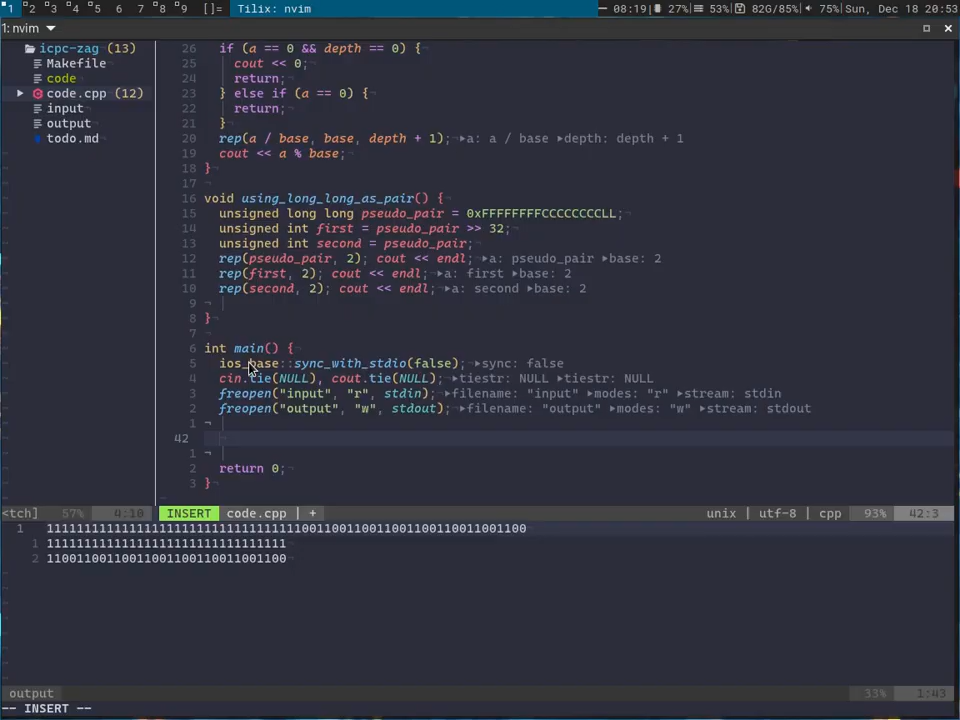 1 2 3 4 5 6 7 8 9 []= Tilix: nvim 08:19 27% 53% 82G/85% 75% Sun, Dec 18 20:53
1: nvim
icpc-zag (13)
Makefile
code
code.cpp (12)
input
output
todo.md
26 if (a == 0 && depth == 0) {
25 cout << 0;
24 return;
23 } else if (a == 0) {
22 return;
21 }
20 rep(a / base, base, depth + 1); ▸a: a / base ▸depth: depth + 1
19 cout << a % base;
18 }
17
16 void using_long_long_as_pair() {
15 unsigned long long pseudo_pair = 0xFFFFFFFFCCCCCCCCLL;
14 unsigned int first = pseudo_pair >> 32;
13 unsigned int second = pseudo_pair;
12 rep(pseudo_pair, 2); cout << endl; ▸a: pseudo_pair ▸base: 2
11 rep(first, 2); cout << endl; ▸a: first ▸base: 2
10 rep(second, 2); cout << endl; ▸a: second ▸base: 2
9
8 }
7
6 int main() {
5 ios_base::sync_with_stdio(false); ▸sync: false
4 cin.tie(NULL), cout.tie(NULL); ▸tiestr: NULL ▸tiestr: NULL
3 freopen("input", "r", stdin); ▸filename: "input" ▸modes: "r" ▸stream: stdin
2 freopen("output", "w", stdout); ▸filename: "output" ▸modes: "w" ▸stream: stdout
1
42
1
2 return 0;
3 }
<tch] 57% 4:10 INSERT code.cpp | + unix | utf-8 | cpp 93% 42:3
1 1111111111111111111111111111111111001100110011001100110011001100
1 11111111111111111111111111111111
2 11001100110011001100110011001100
output 33% 1:43
-- INSERT --